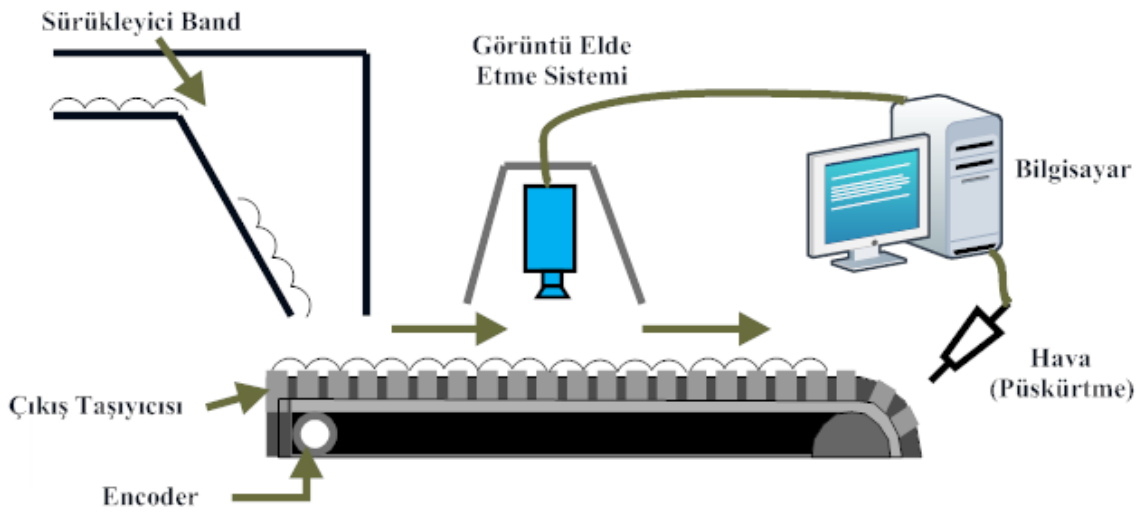 Sürükleyici Band
Görüntü Elde
Etme Sistemi
Bilgisayar
Hava
(Püskürtme)
Çıkış Taşıyıcısı
Encoder